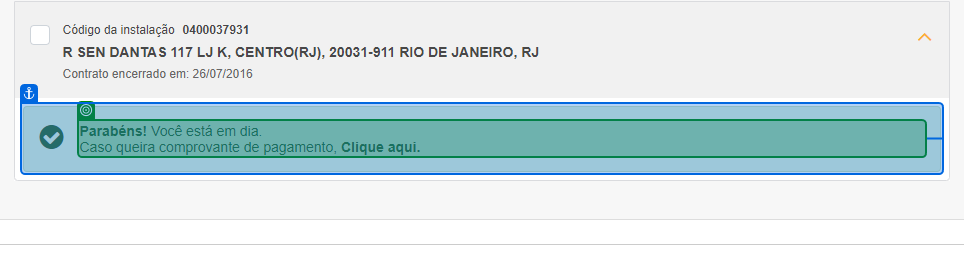 Código da instalação 0400037931
R SEN DANTAS 117 LJ K, CENTRO(RJ), 20031-911 RIO DE JANEIRO, RJ
Contrato encerrado em: 26/07/2016
Parabéns! Você está em dia.
Caso queira comprovante de pagamento, Clique aqui.